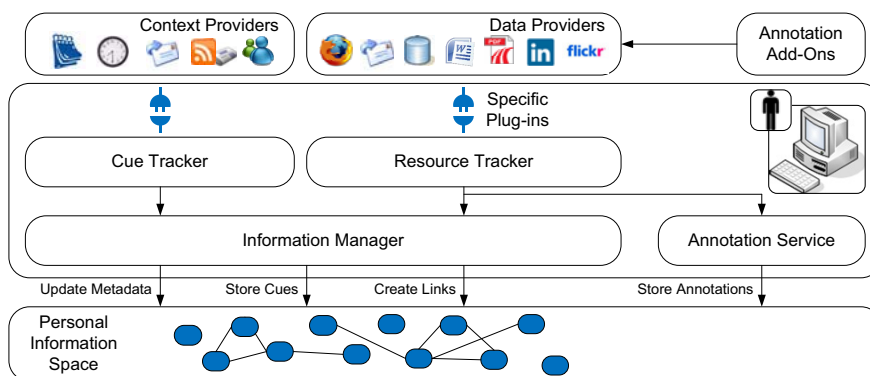 Context Providers
Data Providers
Annotation
Add-Ons
PDF
W
in
flickr
Specific
Plug-ins
Cue Tracker
Resource Tracker
Information Manager
Annotation Service
Update Metadata
Store Cues
Create Links
Store Annotations
Personal
Information
Space